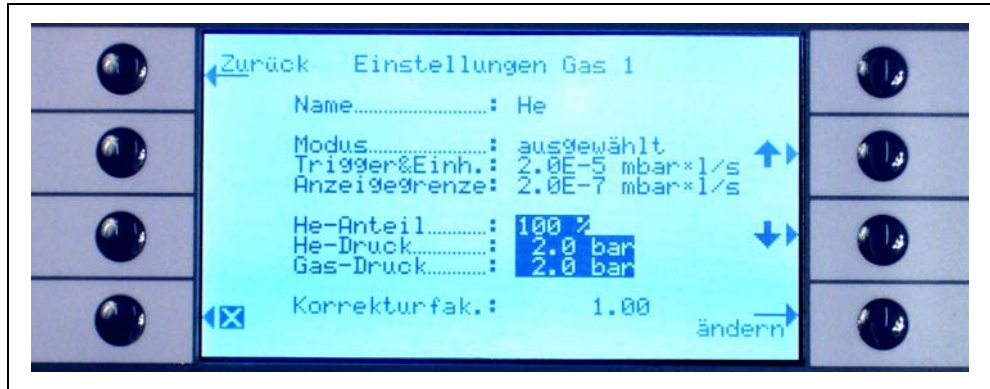 Zurück Einstellungen Gas 1
Name............: He
Modus...........: ausgewählt
Trigger&Einh.: 2.0E-5 mbar*l/s
Anzeigegrenze: 2.0E-7 mbar*l/s
He-Anteil.......: 100 %
He-Druck........: 2.0 bar
Gas-Druck.......: 2.0 bar
Korrekturfak.: 1.00
ändern